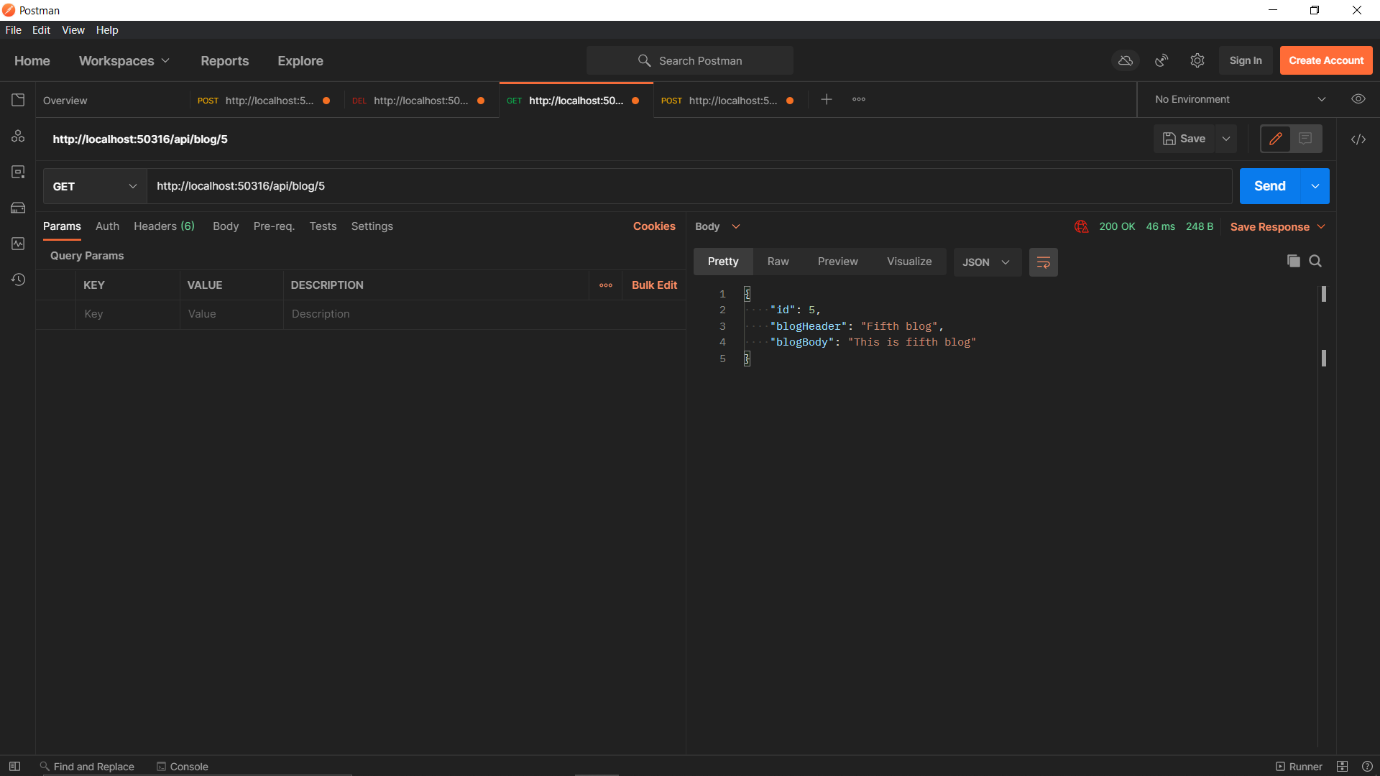 Postman
File Edit View Help
Home Workspaces Reports Explore Search Postman Sign In Create Account
Overview POST http://localhost:5... DEL http://localhost:50... GET http://localhost:50... POST http://localhost:5... No Environment
http://localhost:50316/api/blog/5 Save
GET http://localhost:50316/api/blog/5 Send
Params Auth Headers (6) Body Pre-req. Tests Settings Cookies
Body 200 OK 46 ms 248 B Save Response
Query Params
Pretty Raw Preview Visualize JSON
KEY VALUE DESCRIPTION Bulk Edit
Key Value Description
1 {
2 "id": 5,
3 "blogHeader": "Fifth blog",
4 "blogBody": "This is fifth blog"
5 }
Find and Replace Console Runner